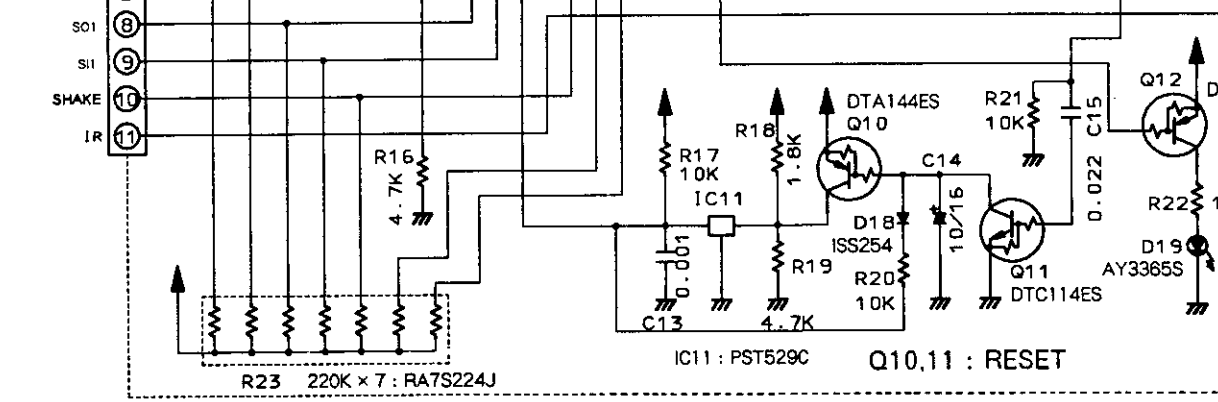 SO1 8
SI1 9
SHAKE 10
IR 11
R16
4.7K
R17
10K
IC11
R18
1.8K
DTA144ES
Q10
C14
R21
10K
C15
0.022
Q12
D
R22 1
D18
ISS254
10/16
R19
R20
10K
Q11
DTC114ES
D19
AY3365S
0.001
C13
4.7K
IC11 : PST529C
Q10,11 : RESET
R23 220K × 7 : RA7S224J